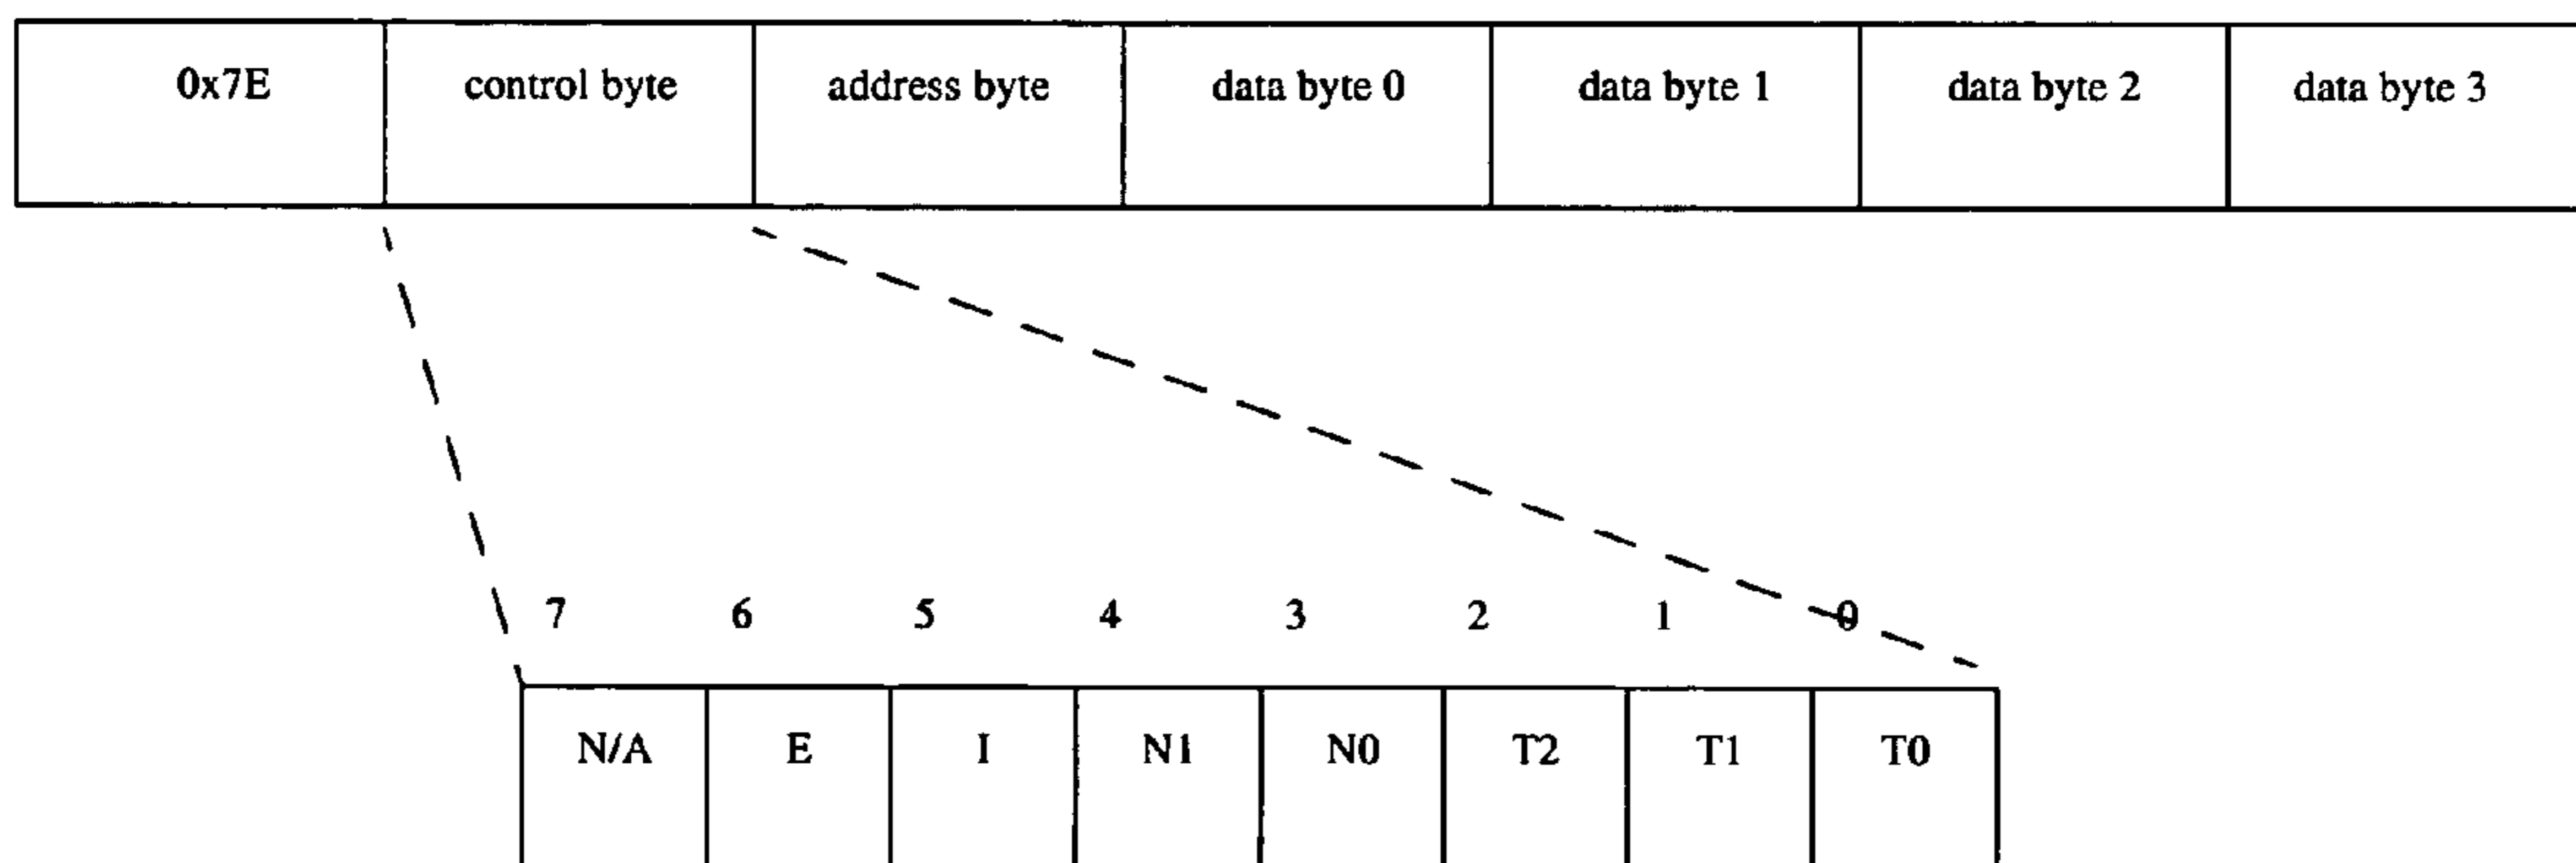 0x7E control byte address byte data byte 0 data byte 1 data byte 2 data byte 3
7 6 5 4 3 2 1 0
N/A E I N1 N0 T2 T1 T0